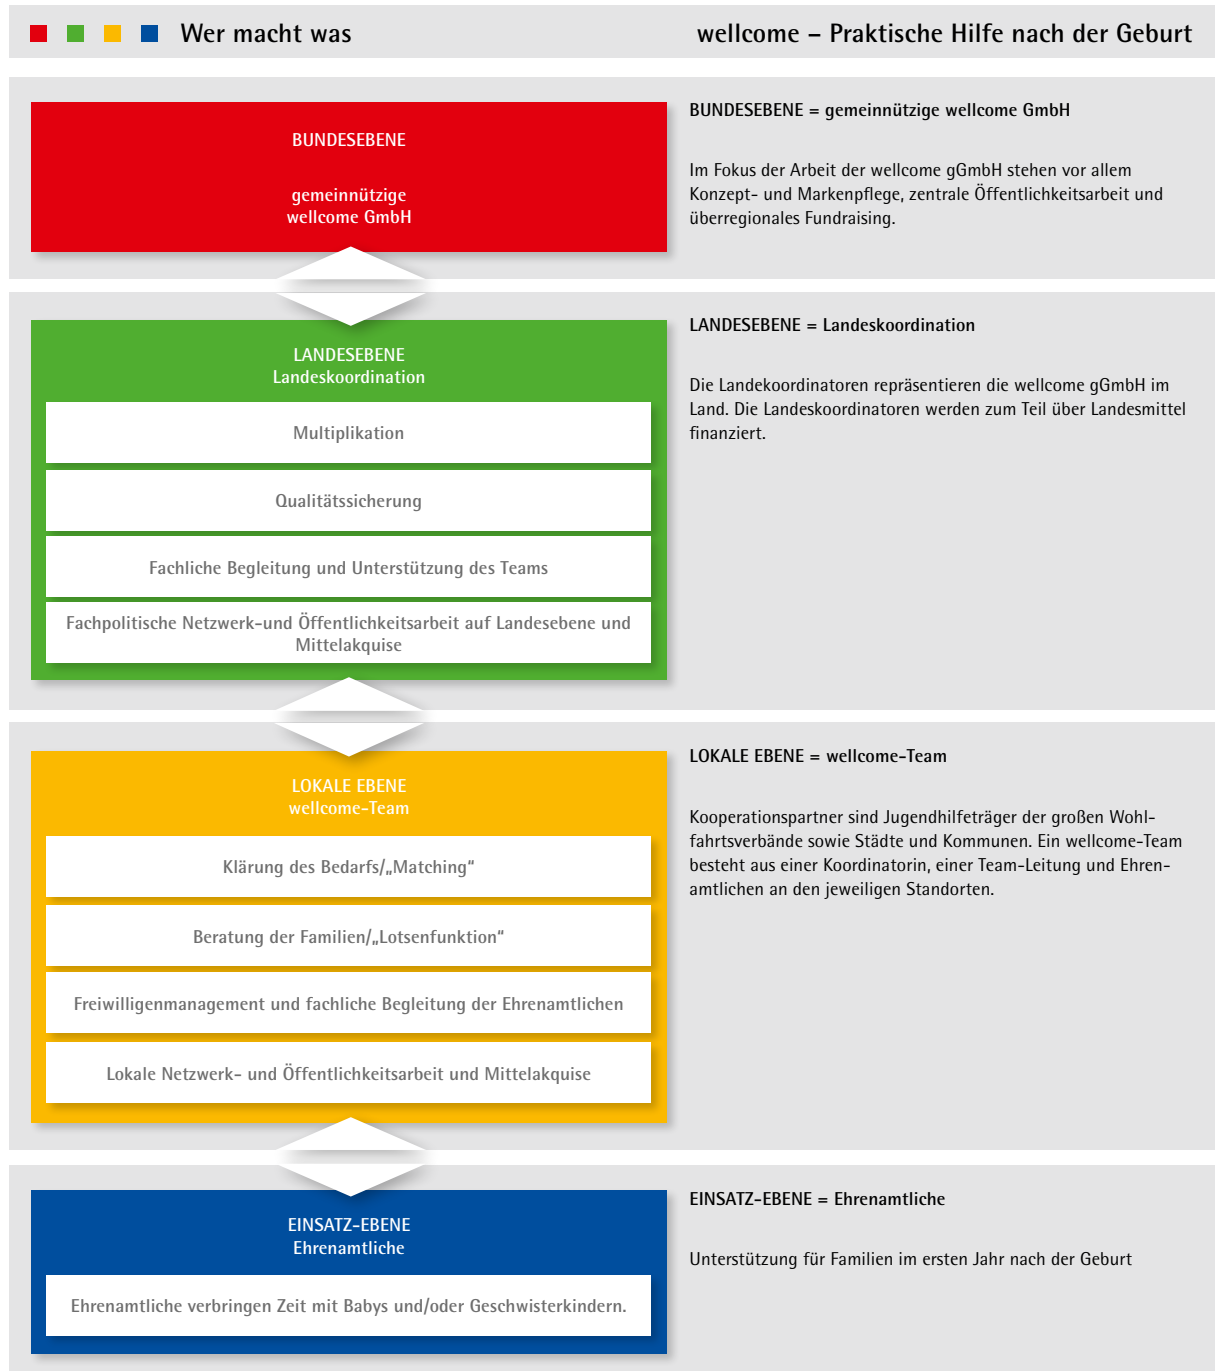 Wer macht was
wellcome – Praktische Hilfe nach der Geburt
BUNDESEBENE
gemeinnützige
wellcome GmbH
BUNDESEBENE = gemeinnützige wellcome GmbH
Im Fokus der Arbeit der wellcome gGmbH stehen vor allem
Konzept- und Markenpflege, zentrale Öffentlichkeitsarbeit und
überregionales Fundraising.
LANDESEBENE
Landeskoordination
Multiplikation
Qualitätssicherung
Fachliche Begleitung und Unterstützung des Teams
Fachpolitische Netzwerk-und Öffentlichkeitsarbeit auf Landesebene und
Mittelakquise
LANDESEBENE = Landeskoordination
Die Landekoordinatoren repräsentieren die wellcome gGmbH im
Land. Die Landeskoordinatoren werden zum Teil über Landesmittel
finanziert.
LOKALE EBENE
wellcome-Team
Klärung des Bedarfs/„Matching“
Beratung der Familien/„Lotsenfunktion“
Freiwilligenmanagement und fachliche Begleitung der Ehrenamtlichen
Lokale Netzwerk- und Öffentlichkeitsarbeit und Mittelakquise
LOKALE EBENE = wellcome-Team
Kooperationspartner sind Jugendhilfeträger der großen Wohl-
fahrtsverbände sowie Städte und Kommunen. Ein wellcome-Team
besteht aus einer Koordinatorin, einer Team-Leitung und Ehren-
amtlichen an den jeweiligen Standorten.
EINSATZ-EBENE
Ehrenamtliche
Ehrenamtliche verbringen Zeit mit Babys und/oder Geschwisterkindern.
EINSATZ-EBENE = Ehrenamtliche
Unterstützung für Familien im ersten Jahr nach der Geburt